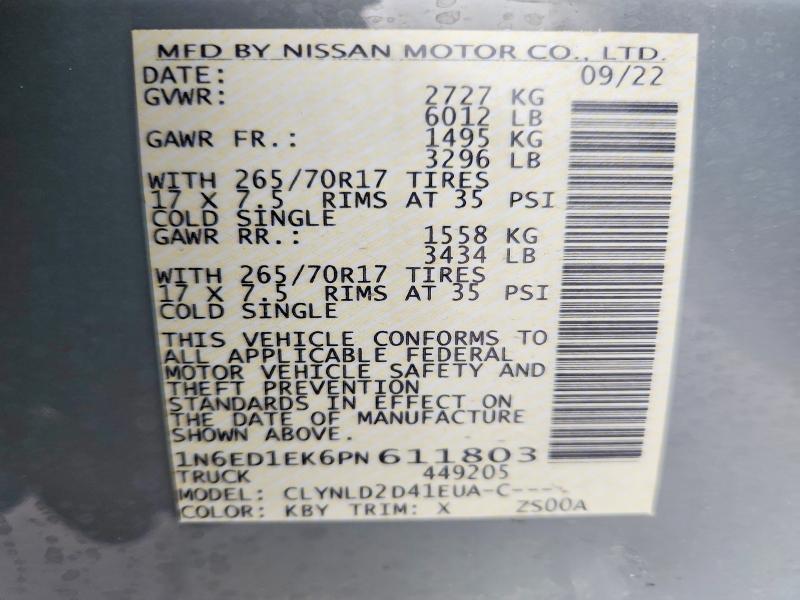 MFD BY NISSAN MOTOR CO., LTD.
DATE: 09/22
GVWR: 2727 KG
6012 LB
GAWR FR.: 1495 KG
3296 LB
WITH 265/70R17 TIRES
17 X 7.5 RIMS AT 35 PSI
COLD SINGLE
GAWR RR.: 1558 KG
3434 LB
WITH 265/70R17 TIRES
17 X 7.5 RIMS AT 35 PSI
COLD SINGLE
THIS VEHICLE CONFORMS TO
ALL APPLICABLE FEDERAL
MOTOR VEHICLE SAFETY AND
THEFT PREVENTION
STANDARDS IN EFFECT ON
THE DATE OF MANUFACTURE
SHOWN ABOVE.
1N6ED1EK6PN611803
TRUCK 449205
MODEL: CLYNLD2D41EUA-C----
COLOR: KBY TRIM: X ZS00A